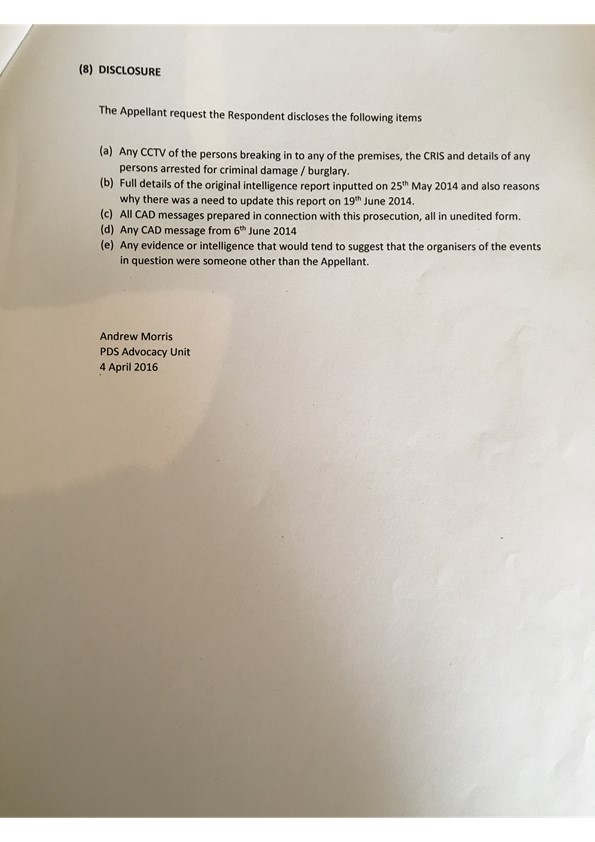 (8) DISCLOSURE
The Appellant request the Respondent discloses the following items
(a) Any CCTV of the persons breaking in to any of the premises, the CRIS and details of any
persons arrested for criminal damage / burglary.
(b) Full details of the original intelligence report inputted on 25th May 2014 and also reasons
why there was a need to update this report on 19th June 2014.
(c) All CAD messages prepared in connection with this prosecution, all in unedited form.
(d) Any CAD message from 6th June 2014
(e) Any evidence or intelligence that would tend to suggest that the organisers of the events
in question were someone other than the Appellant.
Andrew Morris
PDS Advocacy Unit
4 April 2016